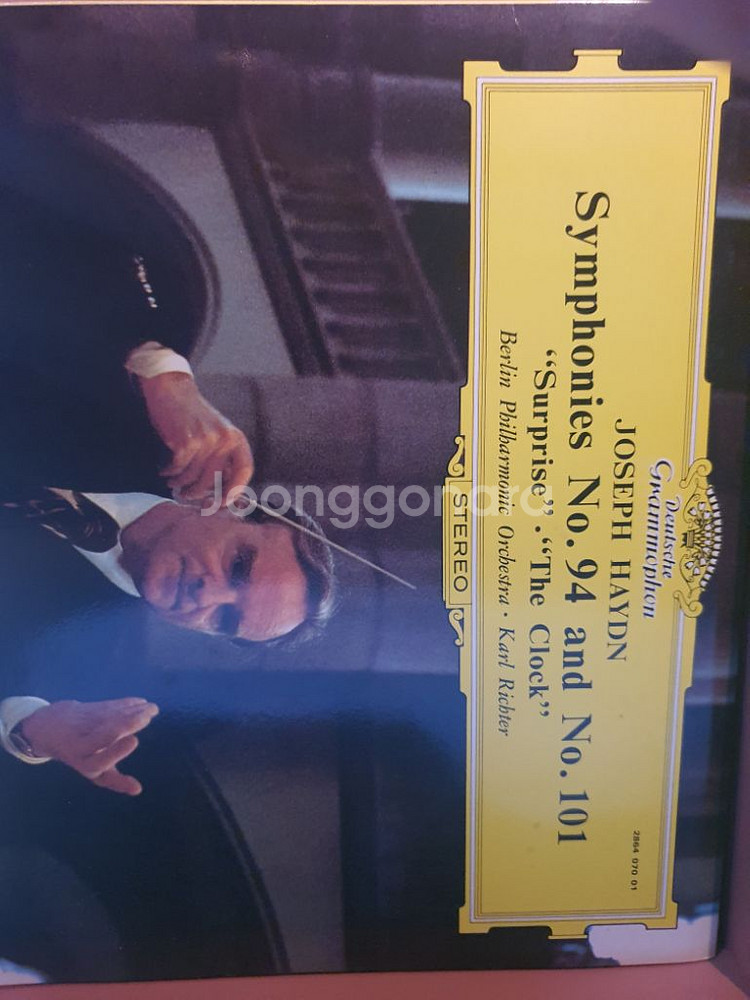 Deutsche
Grammophon
2864 070 01
JOSEPH HAYDN
Symphonies No. 94 and No. 101
“Surprise”·“The Clock”
Berlin Philharmonic Orchestra · Karl Richter
STEREO
Joonggonara